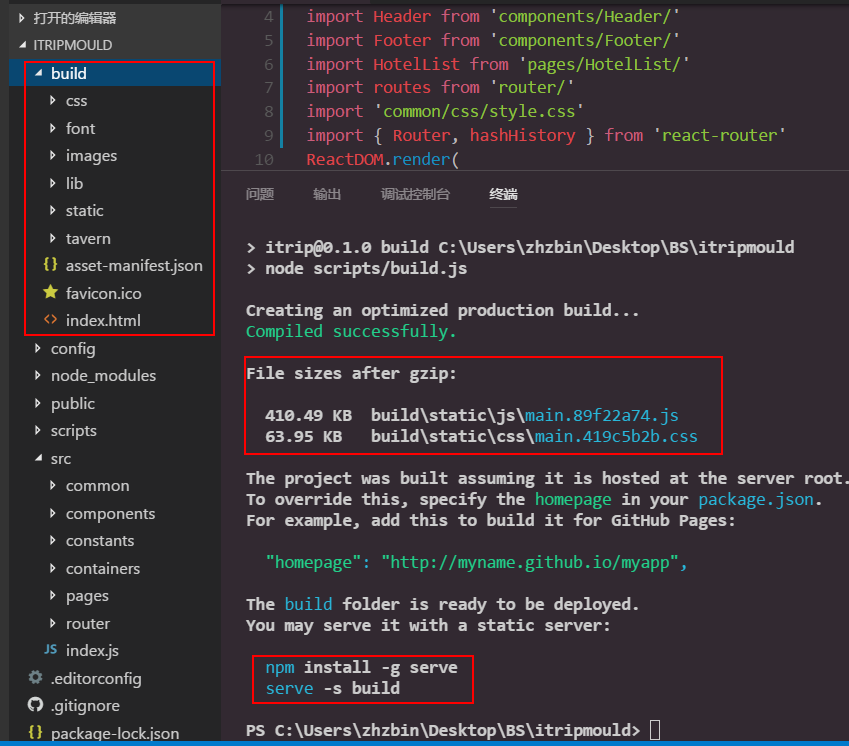 打开的编辑器
ITRIPMOULD
build
css
font
images
lib
static
tavern
{} asset-manifest.json
favicon.ico
<> index.html
config
node_modules
public
scripts
src
common
components
constants
containers
pages
router
JS index.js
.editorconfig
.gitignore
{} package-lock.json
4 import Header from 'components/Header/'
5 import Footer from 'components/Footer/'
6 import HotelList from 'pages/HotelList/'
7 import routes from 'router/'
8 import 'common/css/style.css'
9 import { Router, hashHistory } from 'react-router'
10 ReactDOM.render(
问题 输出 调试控制台 终端
> itrip@0.1.0 build C:\Users\zhzbin\Desktop\BS\itripmould
> node scripts/build.js
Creating an optimized production build...
Compiled successfully.
File sizes after gzip:
410.49 KB build\static\js\main.89f22a74.js
63.95 KB build\static\css\main.419c5b2b.css
The project was built assuming it is hosted at the server root.
To override this, specify the homepage in your package.json.
For example, add this to build it for GitHub Pages:
"homepage": "http://myname.github.io/myapp",
The build folder is ready to be deployed.
You may serve it with a static server:
npm install -g serve
serve -s build
PS C:\Users\zhzbin\Desktop\BS\itripmould>